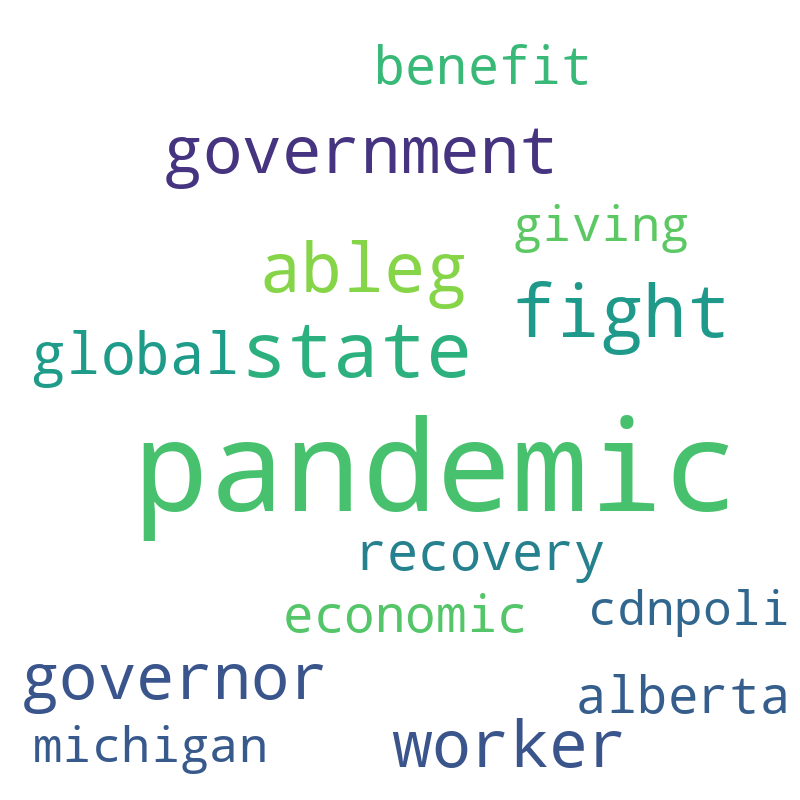 benefit
government
giving
ableg
fight
global
state
pandemic
recovery
economic
cdnpoli
governor
alberta
michigan
worker